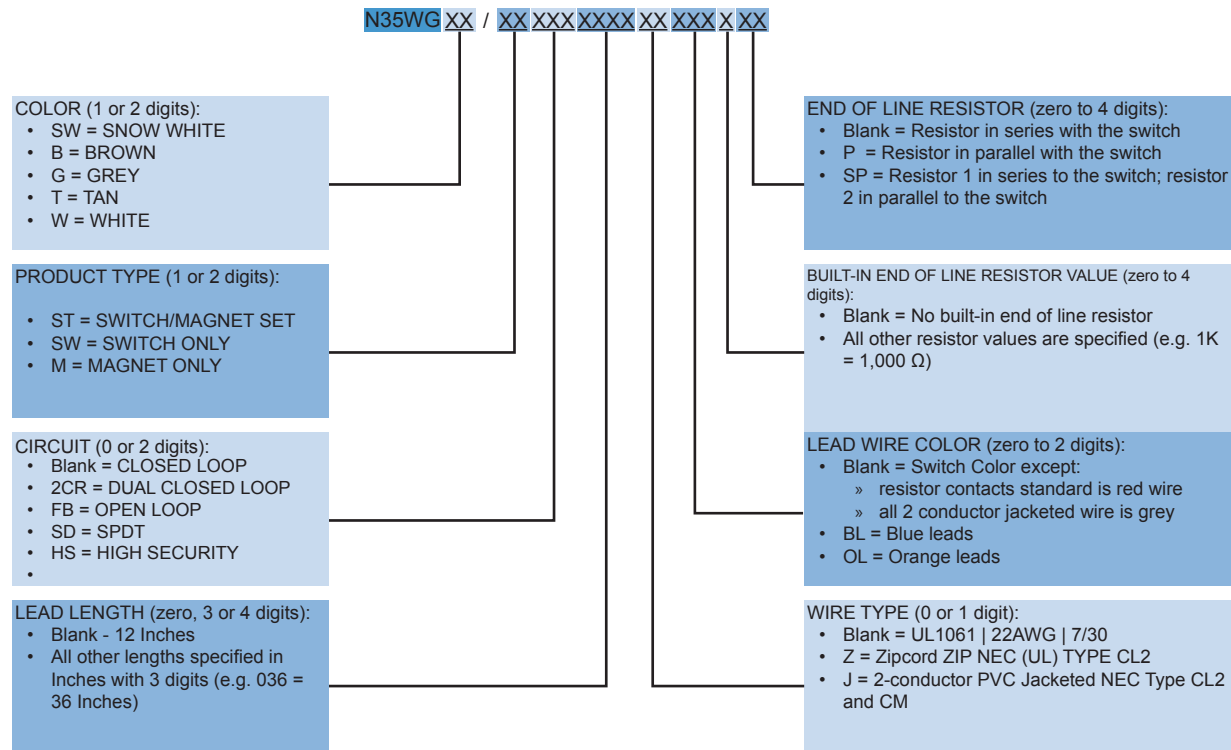 N35WG XX / XX XXX XXXX XX XXX X XX
COLOR (1 or 2 digits):
• SW = SNOW WHITE
• B = BROWN
• G = GREY
• T = TAN
• W = WHITE
PRODUCT TYPE (1 or 2 digits):
• ST = SWITCH/MAGNET SET
• SW = SWITCH ONLY
• M = MAGNET ONLY
CIRCUIT (0 or 2 digits):
• Blank = CLOSED LOOP
• 2CR = DUAL CLOSED LOOP
• FB = OPEN LOOP
• SD = SPDT
• HS = HIGH SECURITY
•
LEAD LENGTH (zero, 3 or 4 digits):
• Blank - 12 Inches
• All other lengths specified in
Inches with 3 digits (e.g. 036 =
36 Inches)
END OF LINE RESISTOR (zero to 4 digits):
• Blank = Resistor in series with the switch
• P = Resistor in parallel with the switch
• SP = Resistor 1 in series to the switch; resistor
2 in parallel to the switch
BUILT-IN END OF LINE RESISTOR VALUE (zero to 4
digits):
• Blank = No built-in end of line resistor
• All other resistor values are specified (e.g. 1K
= 1,000 Ω)
LEAD WIRE COLOR (zero to 2 digits):
• Blank = Switch Color except:
» resistor contacts standard is red wire
» all 2 conductor jacketed wire is grey
• BL = Blue leads
• OL = Orange leads
WIRE TYPE (0 or 1 digit):
• Blank = UL1061 | 22AWG | 7/30
• Z = Zipcord ZIP NEC (UL) TYPE CL2
• J = 2-conductor PVC Jacketed NEC Type CL2
and CM